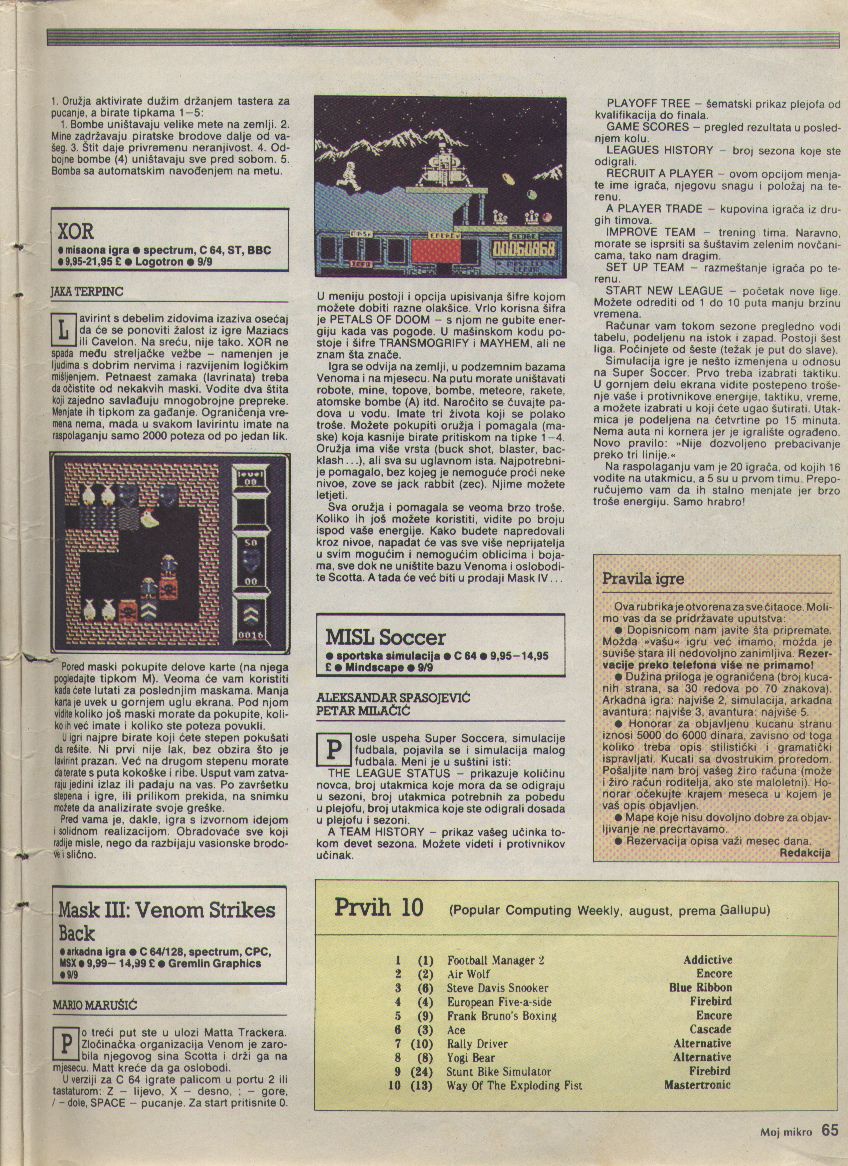 1. Oružja aktivirate dužim držanjem tastera za
pucanje, a birate tipkama 1–5:
1. Bombe uništavaju velike mete na zemlji. 2.
Mine zadržavaju piratske brodove dalje od va-
šeg. 3. Štit daje privremenu neranjivost. 4. Od-
bojne bombe (4) uništavaju sve pred sobom. 5.
Bomba sa automatskim navođenjem na metu.
XOR
● misaona igra ● spectrum, C 64, ST, BBC
● 9,95-21,95 £ ● Logotron ● 9/9
JAKA TERPINC
Lavirint s debelim zidovima izaziva osećaj
da će se ponoviti žalost iz igre Maziacs
ili Cavelon. Na sreću, nije tako. XOR ne
spada među streljačke vežbe – namenjen je
ljudima s dobrim nervima i razvijenim logičkim
mišljenjem. Petnaest zamaka (lavirinata) treba
da očistite od nekakvih maski. Vodite dva štita
koji zajedno savlađuju mnogobrojne prepreke.
Menjate ih tipkom za gađanje. Ograničenja vre-
mena nema, mada u svakom lavirintu imate na
raspolaganju samo 2000 poteza od po jedan lik.
level
00
50
00
0016
Pored maski pokupite delove karte (na njega
pogledajte tipkom M). Veoma će vam koristiti
kada ćete lutati za poslednjim maskama. Manja
karta je uvek u gornjem uglu ekrana. Pod njom
vidite koliko još maski morate da pokupite, koli-
ko ih već imate i koliko ste poteza povukli.
U igri najpre birate koji ćete stepen pokušati
da rešite. Ni prvi nije lak, bez obzira što je
lavirint prazan. Već na drugom stepenu morate
da terate s puta kokoške i ribe. Usput vam zatva-
raju jedini izlaz ili padaju na vas. Po završetku
stepena i igre, ili prilikom prekida, na snimku
možete da analizirate svoje greške.
Pred vama je, dakle, igra s izvornom idejom
i solidnom realizacijom. Obradovaće sve koji
radije misle, nego da razbijaju vasionske brodo-
ve i slično.
Mask III: Venom Strikes
Back
● arkadna igra ● C 64/128, spectrum, CPC,
MSX ● 9,99– 14,99 £ ● Gremlin Graphics
● 9/9
MARIO MARUŠIĆ
Po treći put ste u ulozi Matta Trackera.
Zločinačka organizacija Venom je zaro-
bila njegovog sina Scotta i drži ga na
mjesecu. Matt kreće da ga oslobodi.
U verziji za C 64 igrate palicom u portu 2 ili
tastaturom: Z – lijevo, X – desno, ; – gore,
/ – dole, SPACE – pucanje. Za start pritisnite 0.
MASK
ENERGY
SCORE
00060868
U meniju postoji i opcija upisivanja šifre kojom
možete dobiti razne olakšice. Vrlo korisna šifra
je PETALS OF DOOM – s njom ne gubite ener-
giju kada vas pogode. U mašinskom kodu po-
stoje i šifre TRANSMOGRIFY i MAYHEM, ali ne
znam šta znače.
Igra se odvija na zemlji, u podzemnim bazama
Venoma i na mjesecu. Na putu morate uništavati
robote, mine, topove, bombe, meteore, rakete,
atomske bombe (A) itd. Naročito se čuvajte pa-
dova u vodu. Imate tri života koji se polako
troše. Možete pokupiti oružja i pomagala (ma-
ske) koja kasnije birate pritiskom na tipke 1–4.
Oružja ima više vrsta (buck shot, blaster, bac-
klash . . .), ali sva su uglavnom ista. Najpotrebni-
je pomagalo, bez kojeg je nemoguće proći neke
nivoe, zove se jack rabbit (zec). Njime možete
letjeti.
Sva oružja i pomagala se veoma brzo troše.
Koliko ih još možete koristiti, vidite po broju
ispod vaše energije. Kako budete napredovali
kroz nivoe, napadat će vas sve više neprijatelja
u svim mogućim i nemogućim oblicima i boja-
ma, sve dok ne uništite bazu Venoma i oslobodi-
te Scotta. A tada će već biti u prodaji Mask IV . . .
MISL Soccer
● sportska simulacija ● C 64 ● 9,95–14,95
£ ● Mindscape ● 9/9
ALEKSANDAR SPASOJEVIĆ
PETAR MILAČIĆ
Posle uspeha Super Soccera, simulacije
fudbala, pojavila se i simulacija malog
fudbala. Meni je u suštini isti:
THE LEAGUE STATUS – prikazuje količinu
novca, broj utakmica koje mora da se odigraju
u sezoni, broj utakmica potrebnih za pobedu
u plejofu, broj utakmica koje ste odigrali dosada
u plejofu i sezoni.
A TEAM HISTORY – prikaz vašeg učinka to-
kom devet sezona. Možete videti i protivnikov
učinak.
PLAYOFF TREE – šematski prikaz plejofa od
kvalifikacija do finala.
GAME SCORES – pregled rezultata u posled-
njem kolu.
LEAGUES HISTORY – broj sezona koje ste
odigrali.
RECRUIT A PLAYER – ovom opcijom menja-
te ime igrača, njegovu snagu i položaj na te-
renu.
A PLAYER TRADE – kupovina igrača iz dru-
gih timova.
IMPROVE TEAM – trening tima. Naravno,
morate se isprsiti sa šuštavim zelenim novčani-
cama, tako nam dragim.
SET UP TEAM – razmeštanje igrača po te-
renu.
START NEW LEAGUE – početak nove lige.
Možete odrediti od 1 do 10 puta manju brzinu
vremena.
Računar vam tokom sezone pregledno vodi
tabelu, podeljenu na istok i zapad. Postoji šest
liga. Počinjete od šeste (težak je put do slave).
Simulacija igre je nešto izmenjena u odnosu
na Super Soccer. Prvo treba izabrati taktiku.
U gornjem delu ekrana vidite postepeno troše-
nje vaše i protivnikove energije, taktiku, vreme,
a možete izabrati u koji ćete ugao šutirati. Utak-
mica je podeljena na četvrtine po 15 minuta.
Nema auta ni kornera jer je igralište ograđeno.
Novo pravilo: »Nije dozvoljeno prebacivanje
preko tri linije.«
Na raspolaganju vam je 20 igrača, od kojih 16
vodite na utakmicu, a 5 su u prvom timu. Prepo-
ručujemo vam da ih stalno menjate jer brzo
troše energiju. Samo hrabro!
Pravila igre
Ova rubrika je otvorena za sve čitaoce. Moli-
mo vas da se pridržavate uputstva:
● Dopisnicom nam javite šta pripremate.
Možda »vašu« igru već imamo, možda je
suviše stara ili nedovoljno zanimljiva. Rezer-
vacije preko telefona više ne primamo!
● Dužina priloga je ograničena (broj kuca-
nih strana, sa 30 redova po 70 znakova).
Arkadna igra: najviše 2, simulacija, arkadna
avantura: najviše 3, avantura: najviše 5.
● Honorar za objavljenu kucanu stranu
iznosi 5000 do 6000 dinara, zavisno od toga
koliko treba opis stilistički i gramatički
ispravljati. Kucati sa dvostrukim proredom.
Pošaljite nam broj vašeg žiro računa (može
i žiro račun roditelja, ako ste maloletni). Ho-
norar očekujte krajem meseca u kojem je
vaš opis objavljen.
● Mape koje nisu dovoljno dobre za objav-
ljivanje ne precrtavamo.
● Rezervacija opisa važi mesec dana.
Redakcija
Prvih 10 (Popular Computing Weekly, august, prema Gallupu)
1 (1) Football Manager 2 Addictive
2 (2) Air Wolf Encore
3 (6) Steve Davis Snooker Blue Ribbon
4 (4) European Five-a-side Firebird
5 (9) Frank Bruno's Boxing Encore
6 (3) Ace Cascade
7 (10) Rally Driver Alternative
8 (8) Yogi Bear Alternative
9 (24) Stunt Bike Simulator Firebird
10 (13) Way Of The Exploding Fist Mastertronic
Moj mikro 65